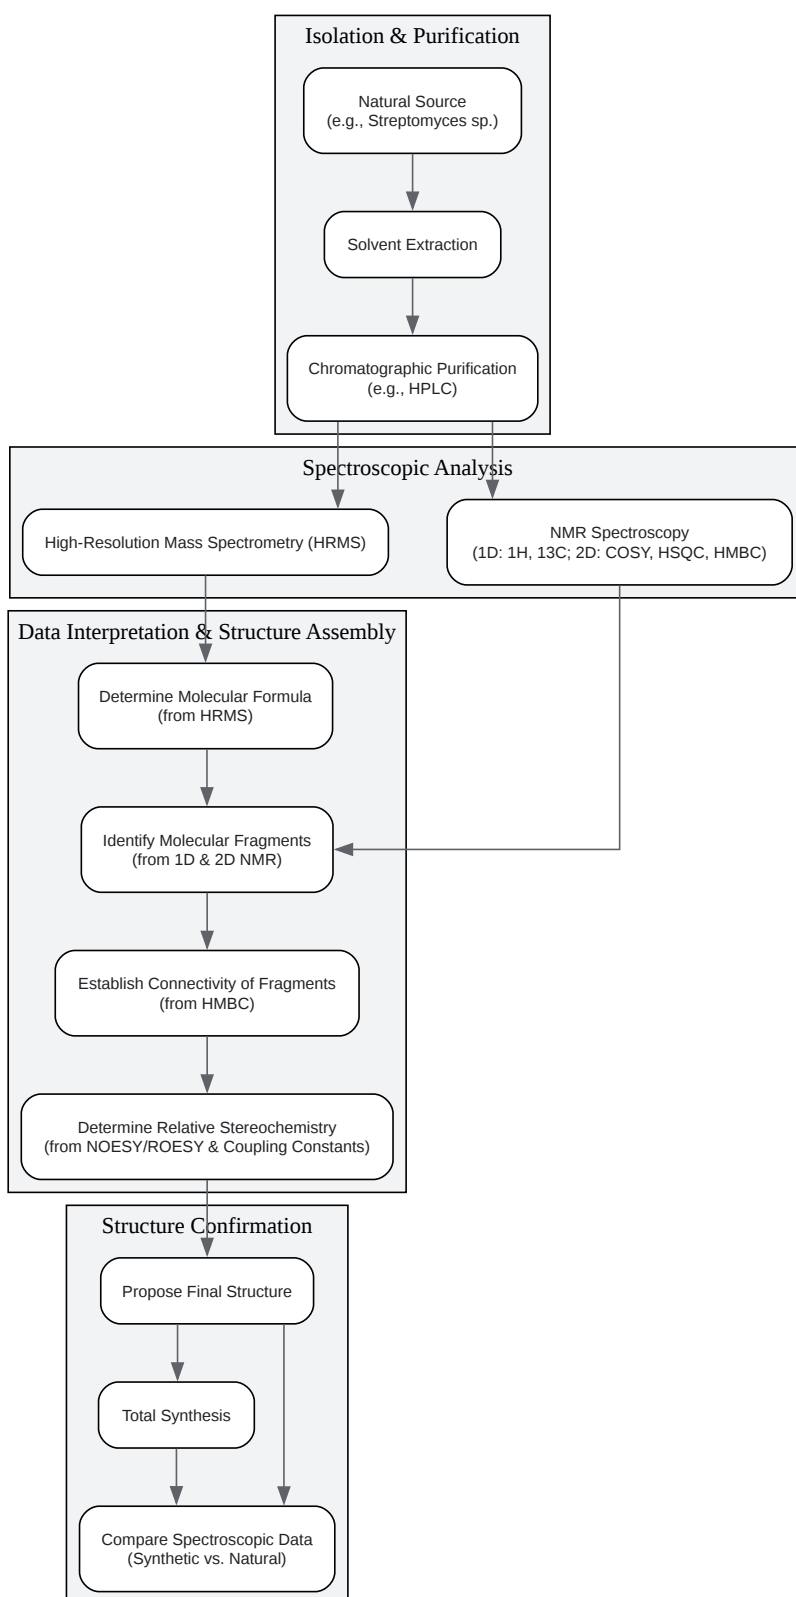 Isolation & Purification
Natural Source
(e.g., Streptomyces sp.)
Solvent Extraction
Chromatographic Purification
(e.g., HPLC)
Spectroscopic Analysis
High-Resolution Mass Spectrometry (HRMS)
NMR Spectroscopy
(1D: 1H, 13C; 2D: COSY, HSQC, HMBC)
Data Interpretation & Structure Assembly
Determine Molecular Formula
(from HRMS)
Identify Molecular Fragments
(from 1D & 2D NMR)
Establish Connectivity of Fragments
(from HMBC)
Determine Relative Stereochemistry
(from NOESY/ROESY & Coupling Constants)
Structure Confirmation
Propose Final Structure
Total Synthesis
Compare Spectroscopic Data
(Synthetic vs. Natural)